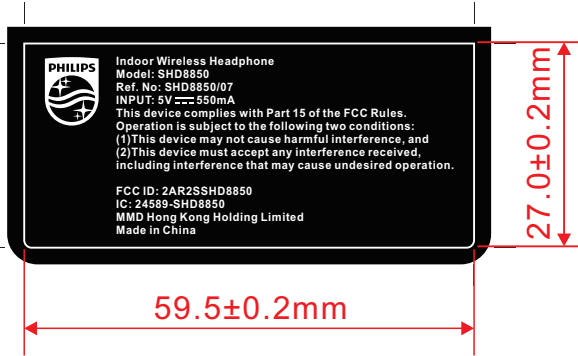 PHILIPS
Indoor Wireless Headphone
Model: SHD8850
Ref. No: SHD8850/07
INPUT: 5V ⎓ 550mA
This device complies with Part 15 of the FCC Rules.
Operation is subject to the following two conditions:
(1)This device may not cause harmful interference, and
(2)This device must accept any interference received,
including interference that may cause undesired operation.
FCC ID: 2AR2SSHD8850
IC: 24589-SHD8850
MMD Hong Kong Holding Limited
Made in China
27.0±0.2mm
59.5±0.2mm